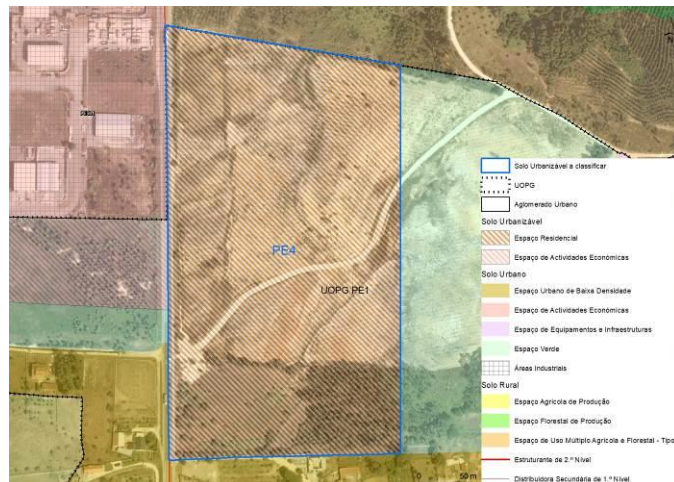 N
PE4
UOPG PE1
0
50 m
Solo Urbanizável a classificar
UOPG
Aglomerado Urbano
Solo Urbanizável
Espaço Residencial
Espaço de Actividades Económicas
Solo Urbano
Espaço Urbano de Baixa Densidade
Espaço de Actividades Económicas
Espaço de Equipamentos e Infraestruturas
Espaço Verde
Áreas Industriais
Solo Rural
Espaço Agrícola de Produção
Espaço Florestal de Produção
Espaço de Uso Múltiplo Agrícola e Florestal - Tipo
Estruturante de 2.º Nível
Distribuidora Secundária de 1.º Nível